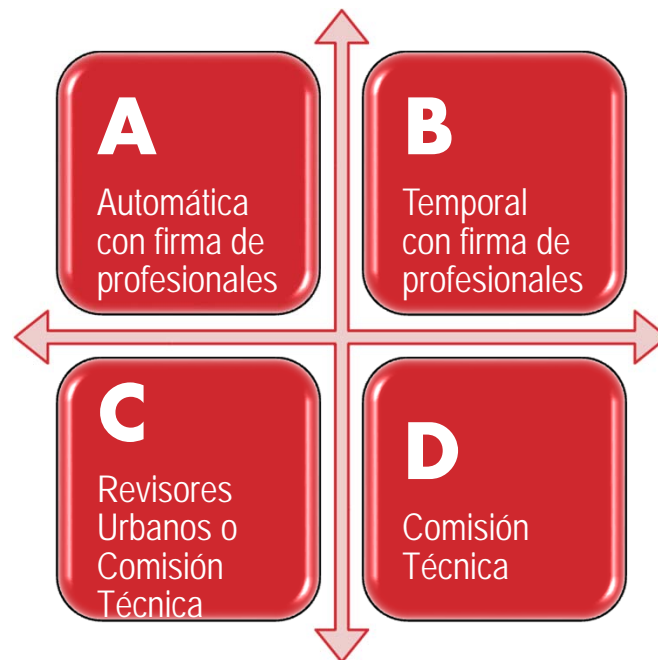 A
Automática
con firma de
profesionales
B
Temporal
con firma de
profesionales
C
Revisores
Urbanos o
Comisión
Técnica
D
Comisión
Técnica